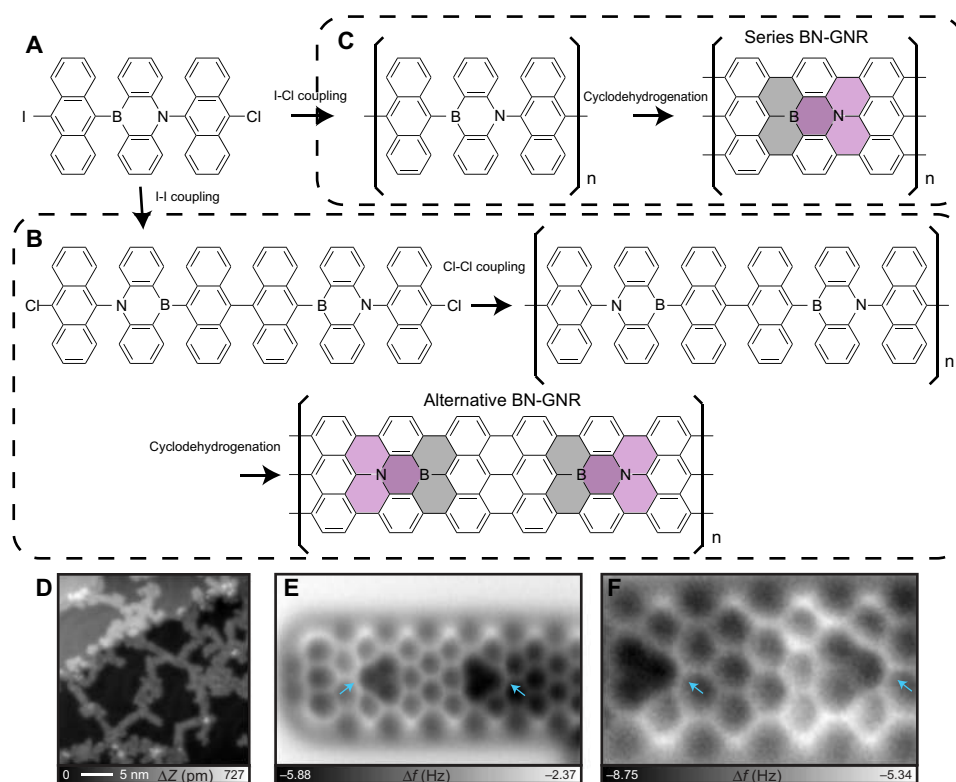 A
I
B
N
Cl
I-Cl coupling
C
B
N
n
Cyclodehydrogenation
Series BN-GNR
B
N
n
I-I coupling
B
Cl
N
B
B
N
Cl
Cl-Cl coupling
N
B
B
N
n
Cyclodehydrogenation
Alternative BN-GNR
N
B
B
N
n
D
0 5 nm ΔZ (pm) 727
E
−5.88 Δf (Hz) −2.37
F
−8.75 Δf (Hz) −5.34